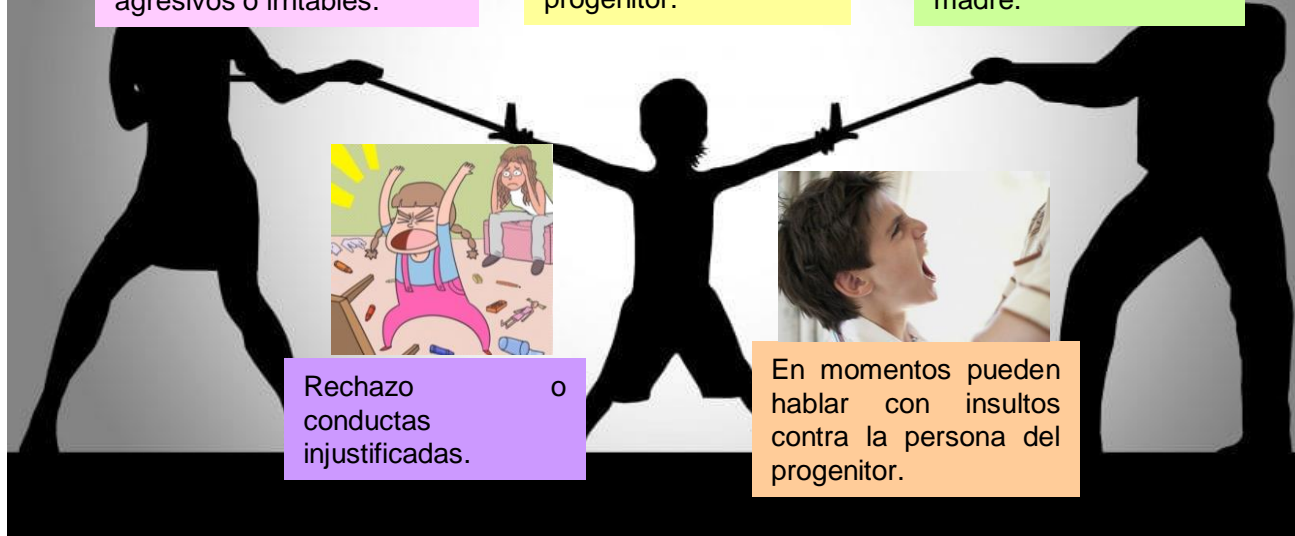 agresivos o irritables.
progenitor.
madre.
Rechazo o
conductas
injustificadas.
En momentos pueden
hablar con insultos
contra la persona del
progenitor.